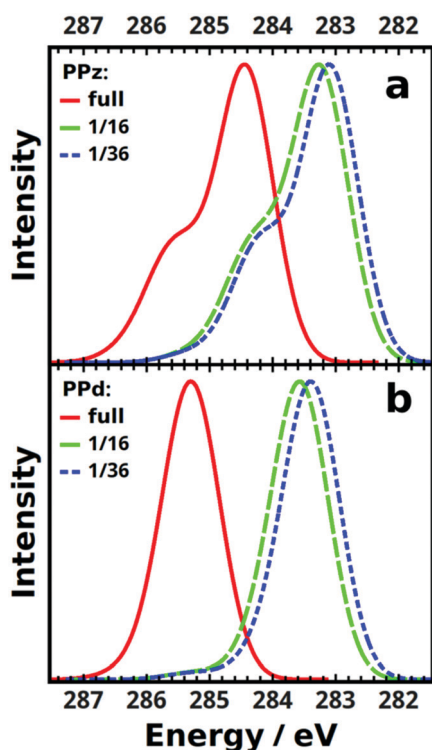 287 286 285 284 283 282
PPz:
full
1/16
1/36
a
Intensity
PPd:
full
1/16
1/36
b
Intensity
287 286 285 284 283 282
Energy / eV